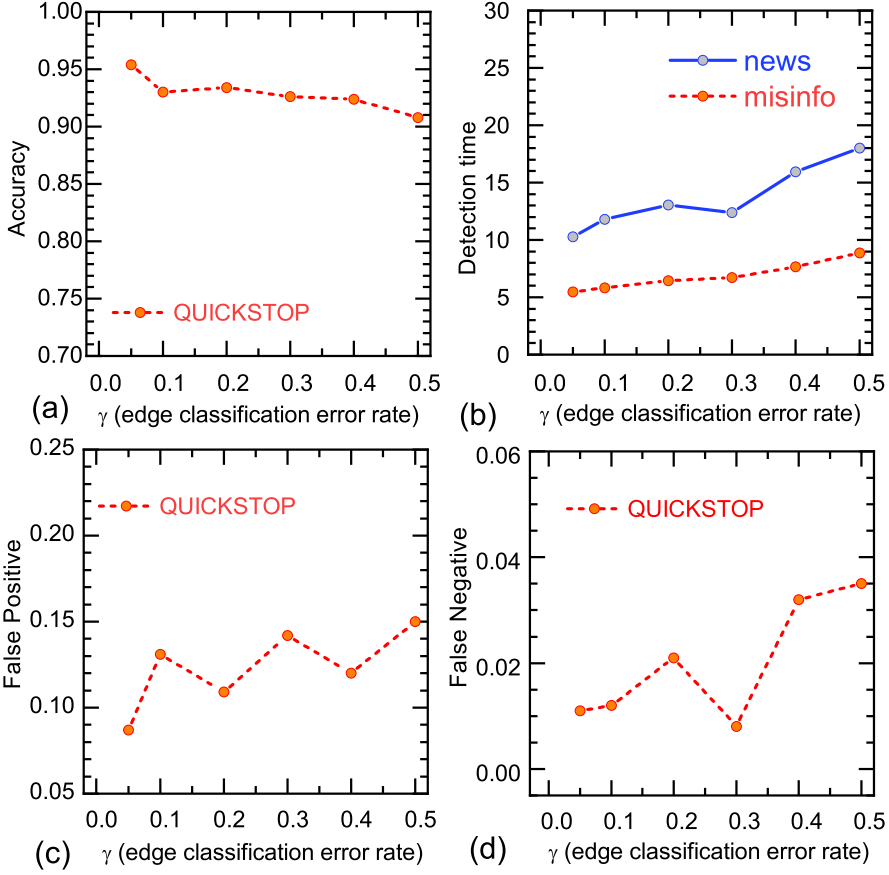 1.00
0.95
0.90
0.85
0.80
0.75
0.70
Accuracy
QUICKSTOP
0.0 0.1 0.2 0.3 0.4 0.5
(a) γ (edge classification error rate)
30
25
20
15
10
5
0
Detection time
news
misinfo
0.0 0.1 0.2 0.3 0.4 0.5
(b) γ (edge classification error rate)
0.25
0.20
0.15
0.10
0.05
False Positive
QUICKSTOP
0.0 0.1 0.2 0.3 0.4 0.5
(c) γ (edge classification error rate)
0.06
0.04
0.02
0.00
False Negative
QUICKSTOP
0.0 0.1 0.2 0.3 0.4 0.5
(d) γ (edge classification error rate)